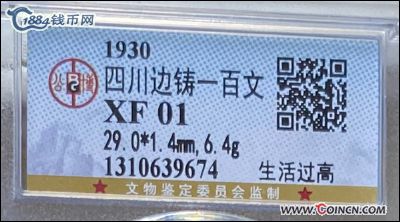 1884钱币网
1930
四川边铸一百文
XF 01
29.0*1.4mm,6.4g
1310639674
生活过高
文物鉴定委员会监制
www.COINCN.COM